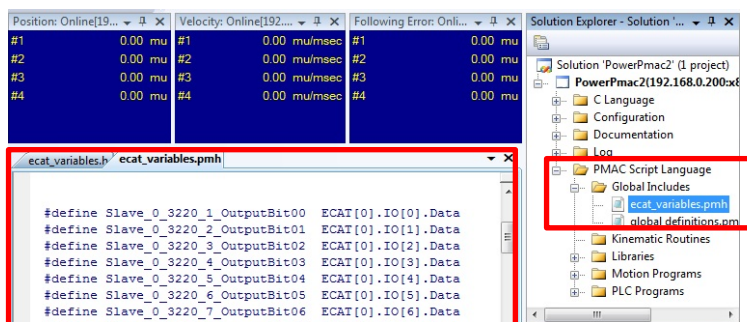 Position: Online[19...
#1 0.00 mu
#2 0.00 mu
#3 0.00 mu
#4 0.00 mu
Velocity: Online[192....
#1 0.00 mu/msec
#2 0.00 mu/msec
#3 0.00 mu/msec
#4 0.00 mu/msec
Following Error: Onli...
#1 0.00 mu
#2 0.00 mu
#3 0.00 mu
#4 0.00 mu
ecat_variables.h
ecat_variables.pmh
#define Slave_0_3220_1_OutputBit00 ECAT[0].IO[0].Data
#define Slave_0_3220_2_OutputBit01 ECAT[0].IO[1].Data
#define Slave_0_3220_3_OutputBit02 ECAT[0].IO[2].Data
#define Slave_0_3220_4_OutputBit03 ECAT[0].IO[3].Data
#define Slave_0_3220_5_OutputBit04 ECAT[0].IO[4].Data
#define Slave_0_3220_6_OutputBit05 ECAT[0].IO[5].Data
#define Slave_0_3220_7_OutputBit06 ECAT[0].IO[6].Data
Solution Explorer - Solution '...
Solution 'PowerPmac2' (1 project)
PowerPmac2(192.168.0.200:x8
C Language
Configuration
Documentation
Log
PMAC Script Language
Global Includes
ecat_variables.pmh
global definitions.pm
Kinematic Routines
Libraries
Motion Programs
PLC Programs